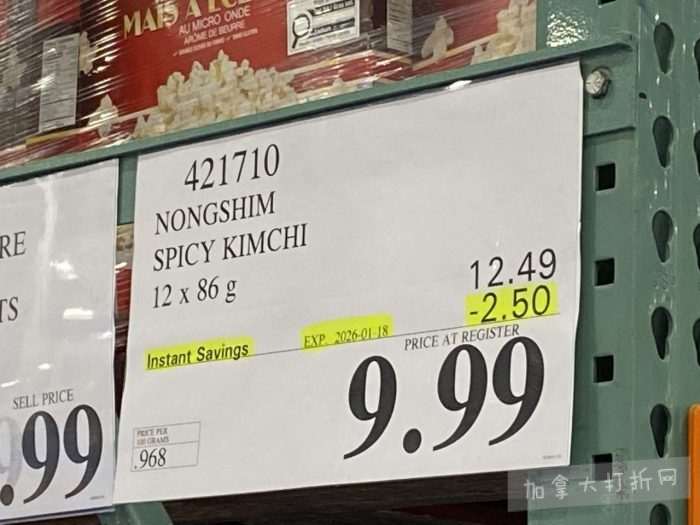 MAÏS À
AU MICRO ONDE
ARÔME DE BEURRE
421710
NONGSHIM
SPICY KIMCHI
12 x 86 g
12.49
-2.50
Instant Savings
EXP. 2026-01-18
PRICE AT REGISTER
9.99
PRICE PER
100 GRAMS
.968
RE
TS
SELL PRICE
.99
加拿大打折网